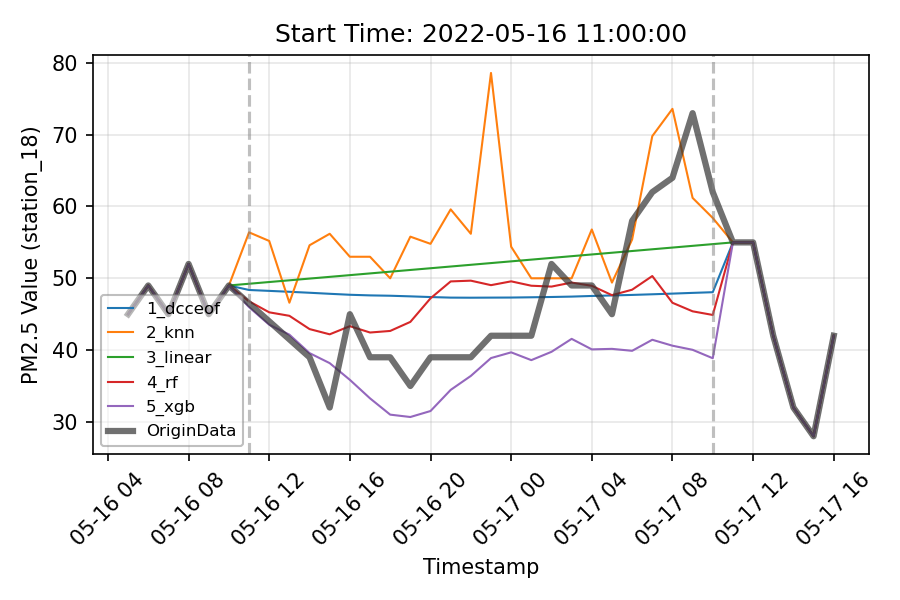 Start Time: 2022-05-16 11:00:00
PM2.5 Value (station_18)
80
70
60
50
40
30
1_dcceof
2_knn
3_linear
4_rf
5_xgb
OriginData
05-16 04
05-16 08
05-16 12
05-16 16
05-16 20
05-17 00
05-17 04
05-17 08
05-17 12
05-17 16
Timestamp